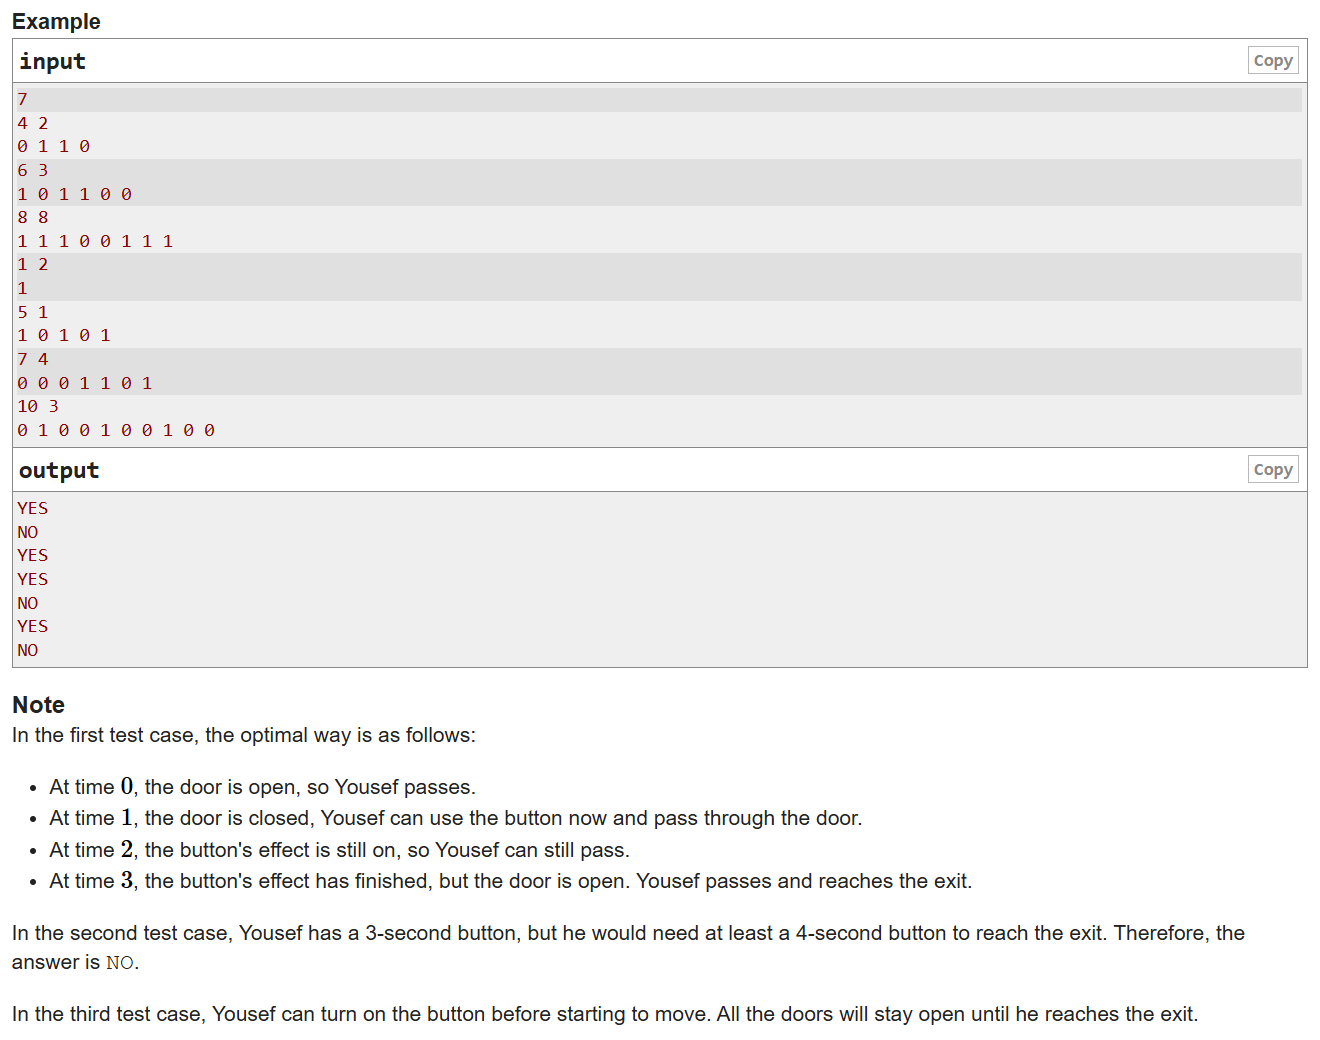 Example
input
Copy
7
4 2
0 1 1 0
6 3
1 0 1 1 0 0
8 8
1 1 1 0 0 1 1 1
1 2
1
5 1
1 0 1 0 1
7 4
0 0 0 1 1 0 1
10 3
0 1 0 0 1 0 0 1 0 0
output
Copy
YES
NO
YES
YES
NO
YES
NO
Note
In the first test case, the optimal way is as follows:
• At time 0, the door is open, so Yousef passes.
• At time 1, the door is closed, Yousef can use the button now and pass through the door.
• At time 2, the button's effect is still on, so Yousef can still pass.
• At time 3, the button's effect has finished, but the door is open. Yousef passes and reaches the exit.
In the second test case, Yousef has a 3-second button, but he would need at least a 4-second button to reach the exit. Therefore, the
answer is NO.
In the third test case, Yousef can turn on the button before starting to move. All the doors will stay open until he reaches the exit.